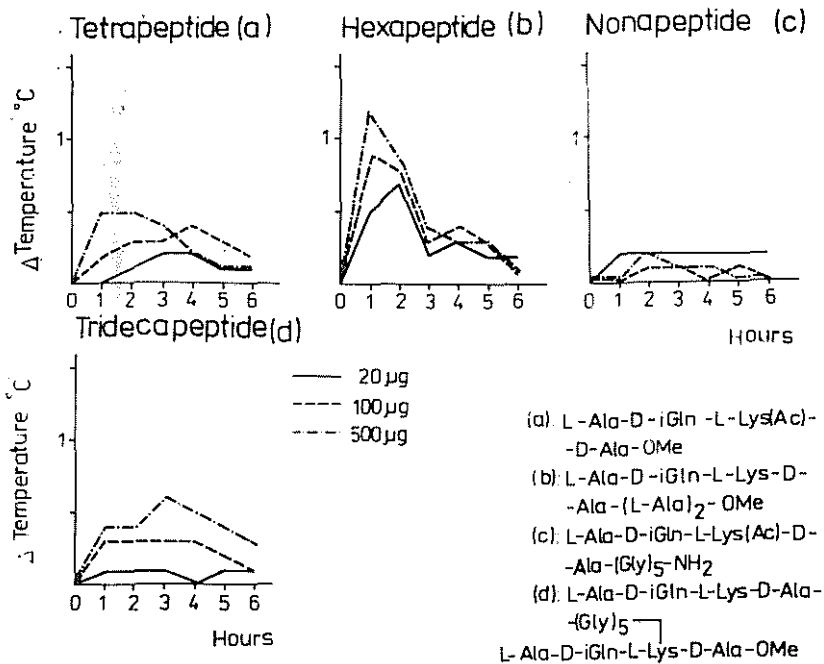 Tetrapeptide (a)
Hexapeptide (b)
Nonapeptide (c)
Δ Temperature °C
1
0 1 2 3 4 5 6
1
0 1 2 3 4 5 6
1
0 1 2 3 4 5 6
Hours
Tridecapeptide (d)
Δ Temperature °C
1
0 1 2 3 4 5 6
Hours
20 µg
100 µg
500 µg
(a): L-Ala-D-iGln-L-Lys(Ac)-
-D-Ala-OMe
(b): L-Ala-D-iGln-L-Lys-D-
-Ala-(L-Ala)2-OMe
(c): L-Ala-D-iGln-L-Lys(Ac)-D-
-Ala-(Gly)5-NH2
(d): L-Ala-D-iGln-L-Lys-D-Ala-
-(Gly)5
L-Ala-D-iGln-L-Lys-D-Ala-OMe